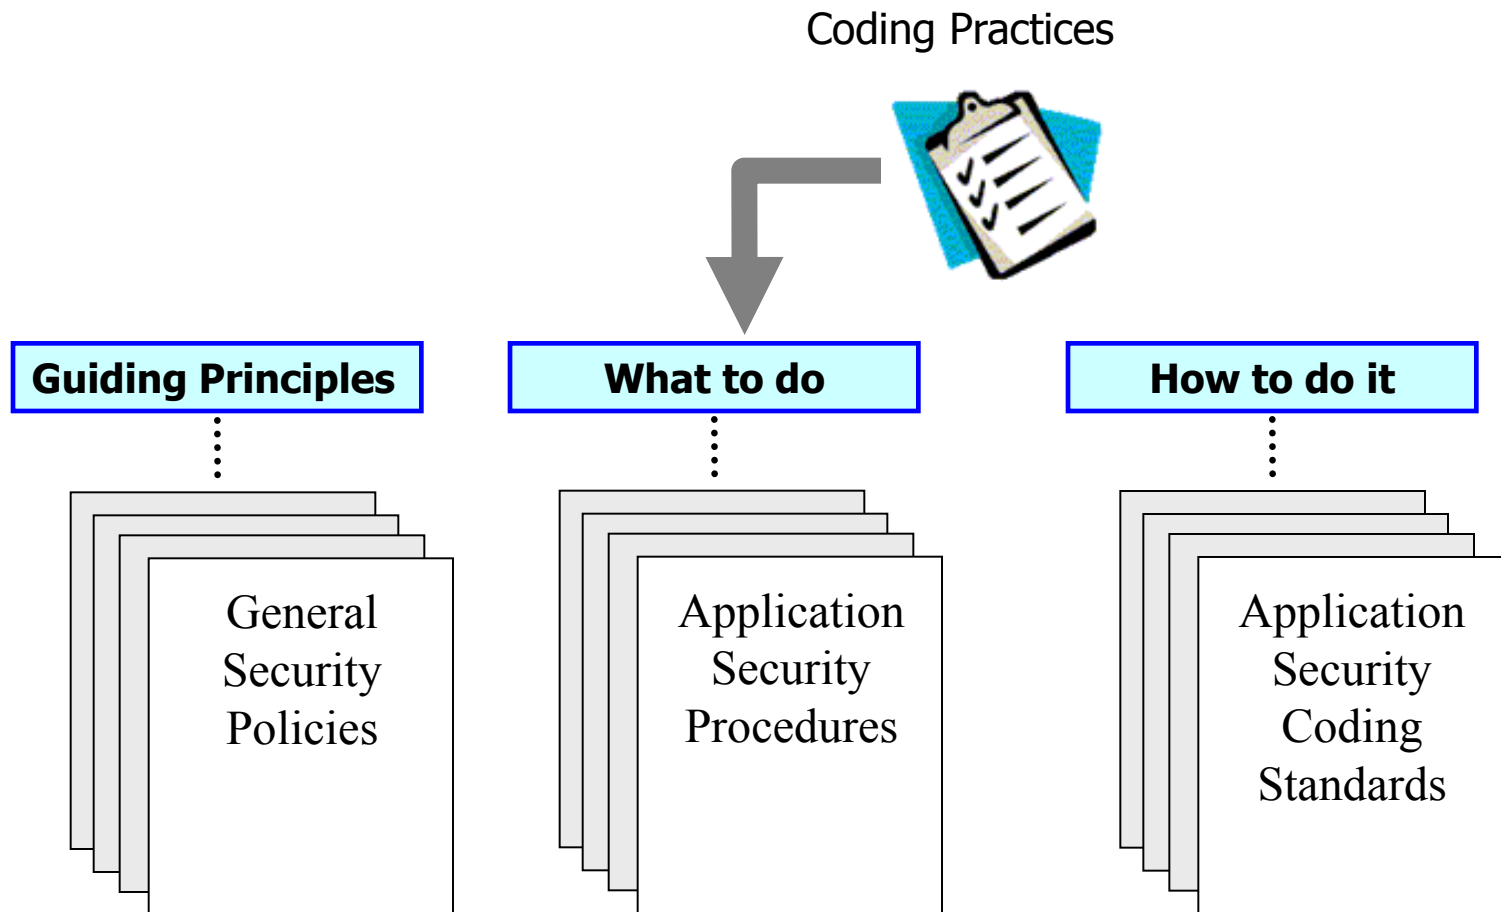 Coding Practices
Guiding Principles
What to do
How to do it
General
Security
Policies
Application
Security
Procedures
Application
Security
Coding
Standards